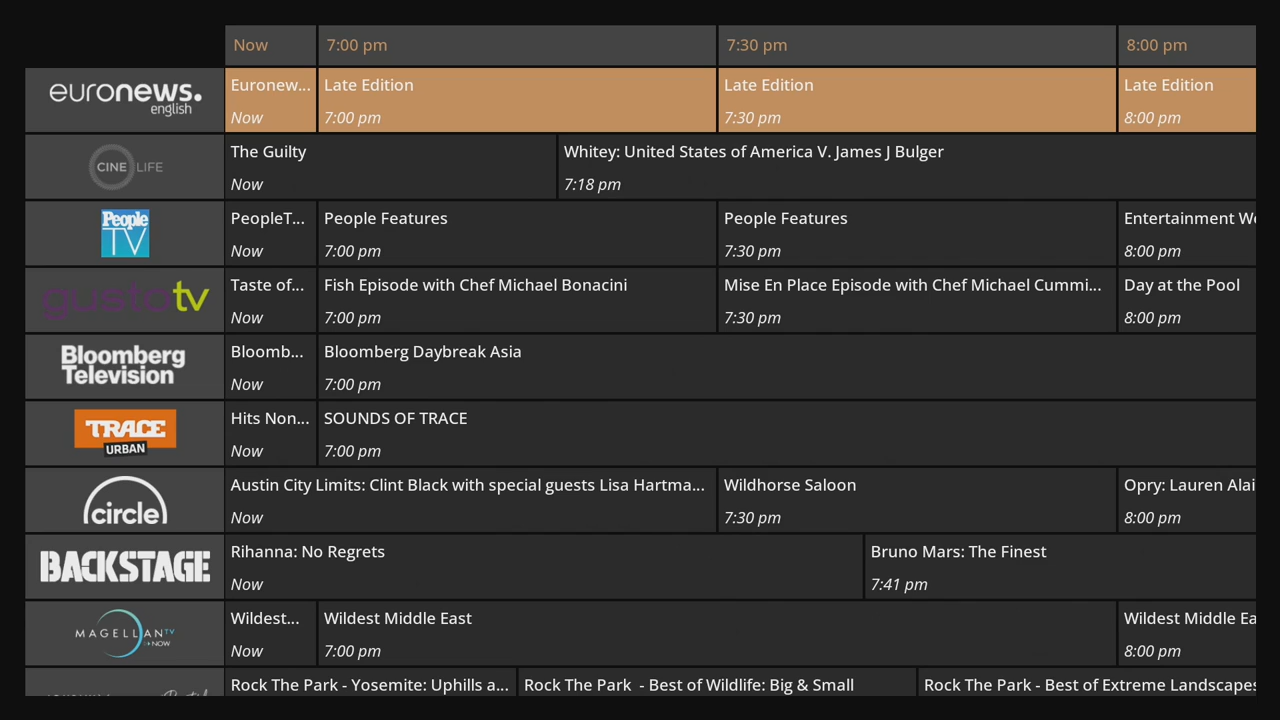 Now 7:00 pm 7:30 pm 8:00 pm
euronews. english
Euronew... Late Edition Late Edition Late Edition
Now 7:00 pm 7:30 pm 8:00 pm
CINE LIFE
The Guilty Whitey: United States of America V. James J Bulger
Now 7:18 pm
People TV
PeopleT... People Features People Features Entertainment We
Now 7:00 pm 7:30 pm 8:00 pm
gusto tv
Taste of... Fish Episode with Chef Michael Bonacini Mise En Place Episode with Chef Michael Cummi... Day at the Pool
Now 7:00 pm 7:30 pm 8:00 pm
Bloomberg
Television
Bloomb... Bloomberg Daybreak Asia
Now 7:00 pm
TRACE
URBAN
Hits Non... SOUNDS OF TRACE
Now 7:00 pm
circle
Austin City Limits: Clint Black with special guests Lisa Hartma... Wildhorse Saloon Opry: Lauren Alai
Now 7:30 pm 8:00 pm
BACKSTAGE
Rihanna: No Regrets Bruno Mars: The Finest
Now 7:41 pm
MAGELLAN TV NOW
Wildest... Wildest Middle East Wildest Middle Ea
Now 7:00 pm 8:00 pm
Rock The Park - Yosemite: Uphills a... Rock The Park - Best of Wildlife: Big & Small Rock The Park - Best of Extreme Landscapes